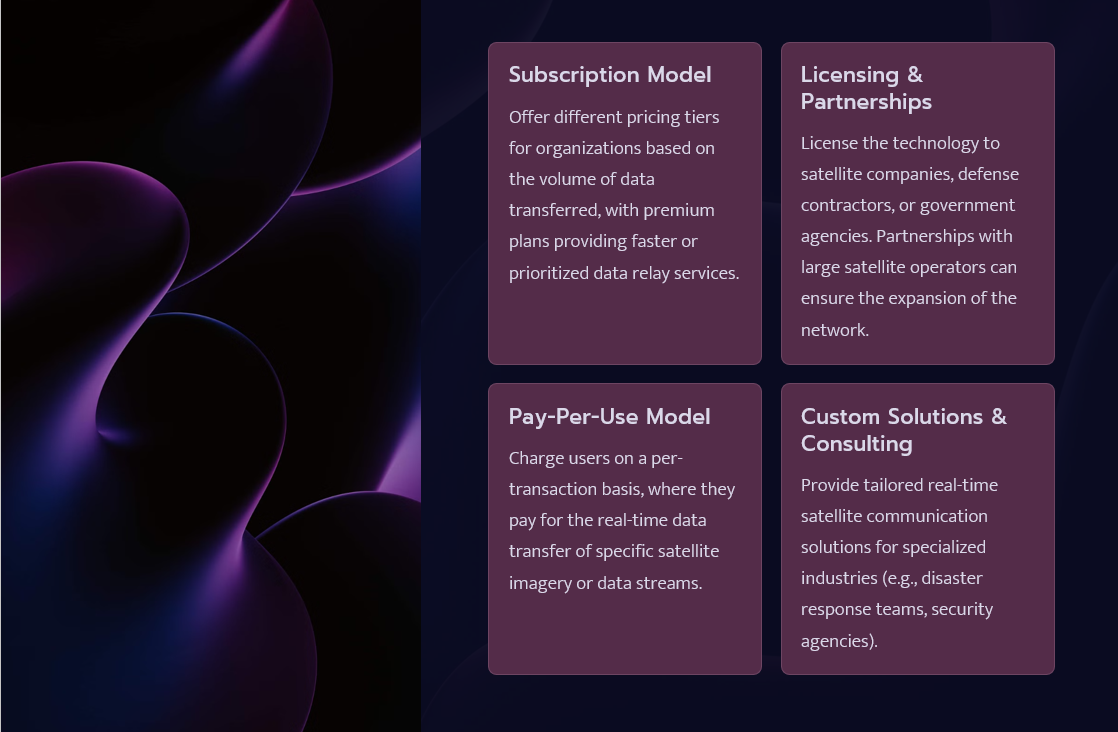 Subscription Model
Offer different pricing tiers
for organizations based on
the volume of data
transferred, with premium
plans providing faster or
prioritized data relay services.
Licensing &
Partnerships
License the technology to
satellite companies, defense
contractors, or government
agencies. Partnerships with
large satellite operators can
ensure the expansion of the
network.
Pay-Per-Use Model
Charge users on a per-
transaction basis, where they
pay for the real-time data
transfer of specific satellite
imagery or data streams.
Custom Solutions &
Consulting
Provide tailored real-time
satellite communication
solutions for specialized
industries (e.g., disaster
response teams, security
agencies).